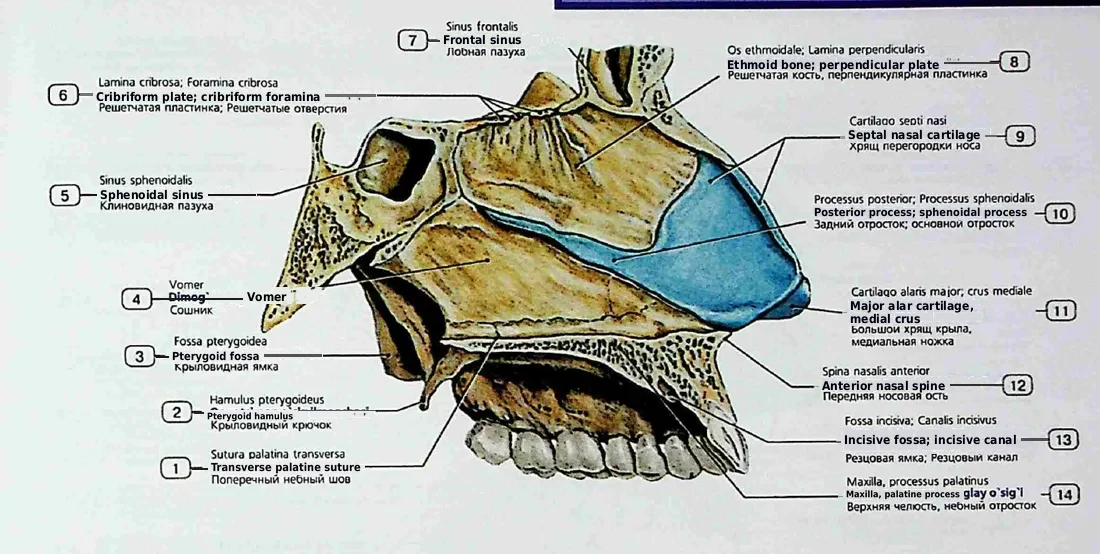 Sinus frontalis
7 Frontal sinus
Лобная пазуха
Os ethmoidale; Lamina perpendicularis
Ethmoid bone; perpendicular plate 8
Решетчатая кость, перпендикулярная пластинка
Lamina cribrosa; Foramina cribrosa
6 Cribriform plate; cribriform foramina
Решетчатая пластинка; Решетчатые отверстия
Cartilago septi nasi
Septal nasal cartilage 9
Хрящ перегородки носа
Sinus sphenoidalis
5 Sphenoidal sinus
Клиновидная пазуха
Processus posterior; Processus sphenoidalis
Posterior process; sphenoidal process 10
Задний отросток; основной отросток
Vomer
4 Dimog` Vomer
Сошник
Cartilago alaris major; crus mediale
Major alar cartilage, 11
medial crus
Большой хрящ крыла,
медиальная ножка
Fossa pterygoidea
3 Pterygoid fossa
Крыловидная ямка
Spina nasalis anterior
Anterior nasal spine 12
Передняя носовая ость
Hamulus pterygoideus
2 Pterygoid hamulus
Крыловидный крючок
Fossa incisiva; Canalis incisivus
Incisive fossa; incisive canal 13
Резцовая ямка; Резцовый канал
Sutura palatina transversa
1 Transverse palatine suture
Поперечный небный шов
Maxilla, processus palatinus
Maxilla, palatine process glay o`sig`i 14
Верхняя челюсть, небный отросток